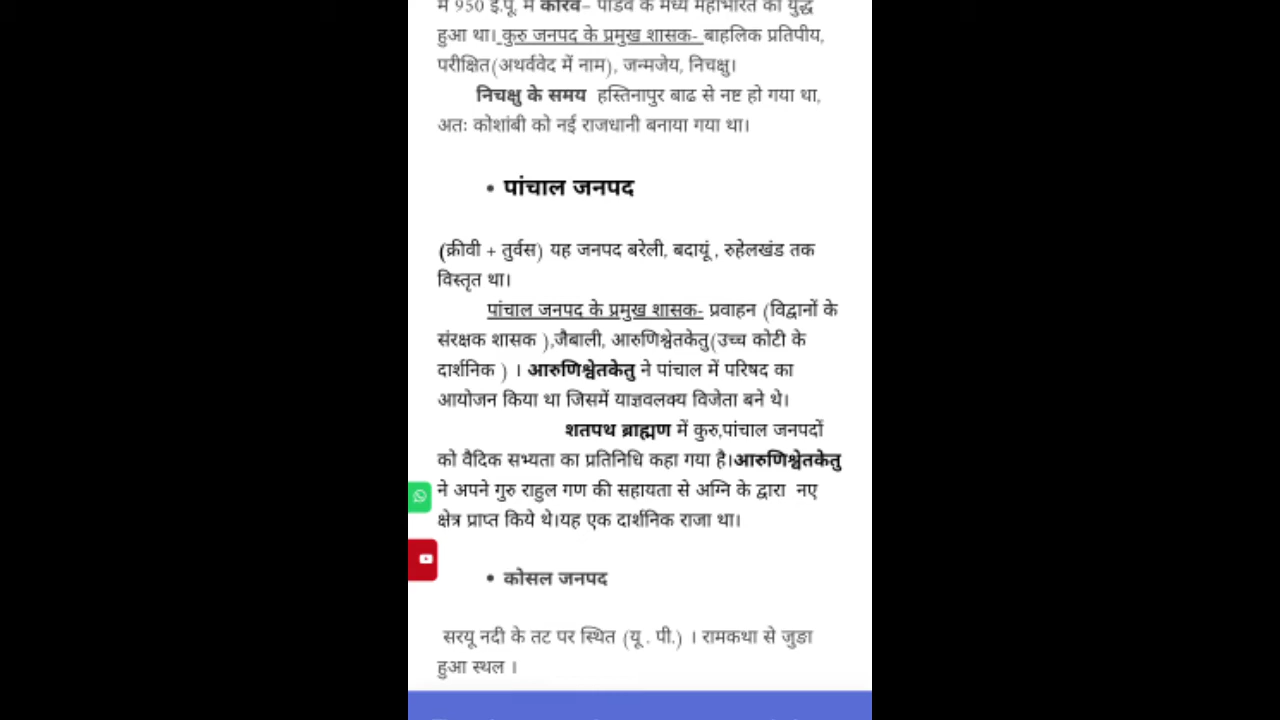 में 950 ई.पू. में कौरव– पांडव के मध्य महाभारत का युद्ध
हुआ था। कुरु जनपद के प्रमुख शासक- बाहलिक प्रतिपीय,
परीक्षित(अथर्ववेद में नाम), जन्मजेय, निचक्षु।
निचक्षु के समय हस्तिनापुर बाढ से नष्ट हो गया था,
अतः कोशांबी को नई राजधानी बनाया गया था।
• पांचाल जनपद
(क्रीवी + तुर्वस) यह जनपद बरेली, बदायूं , रुहेलखंड तक
विस्तृत था।
पांचाल जनपद के प्रमुख शासक- प्रवाहन (विद्वानों के
संरक्षक शासक ),जैबाली, आरुणिश्वेतकेतु(उच्च कोटी के
दार्शनिक ) । आरुणिश्वेतकेतु ने पांचाल में परिषद का
आयोजन किया था जिसमें याज्ञवलक्य विजेता बने थे।
शतपथ ब्राह्मण में कुरु,पांचाल जनपदों
को वैदिक सभ्यता का प्रतिनिधि कहा गया है।आरुणिश्वेतकेतु
ने अपने गुरु राहुल गण की सहायता से अग्नि के द्वारा नए
क्षेत्र प्राप्त किये थे।यह एक दार्शनिक राजा था।
• कोसल जनपद
सरयू नदी के तट पर स्थित (यू . पी.) । रामकथा से जुङा
हुआ स्थल ।